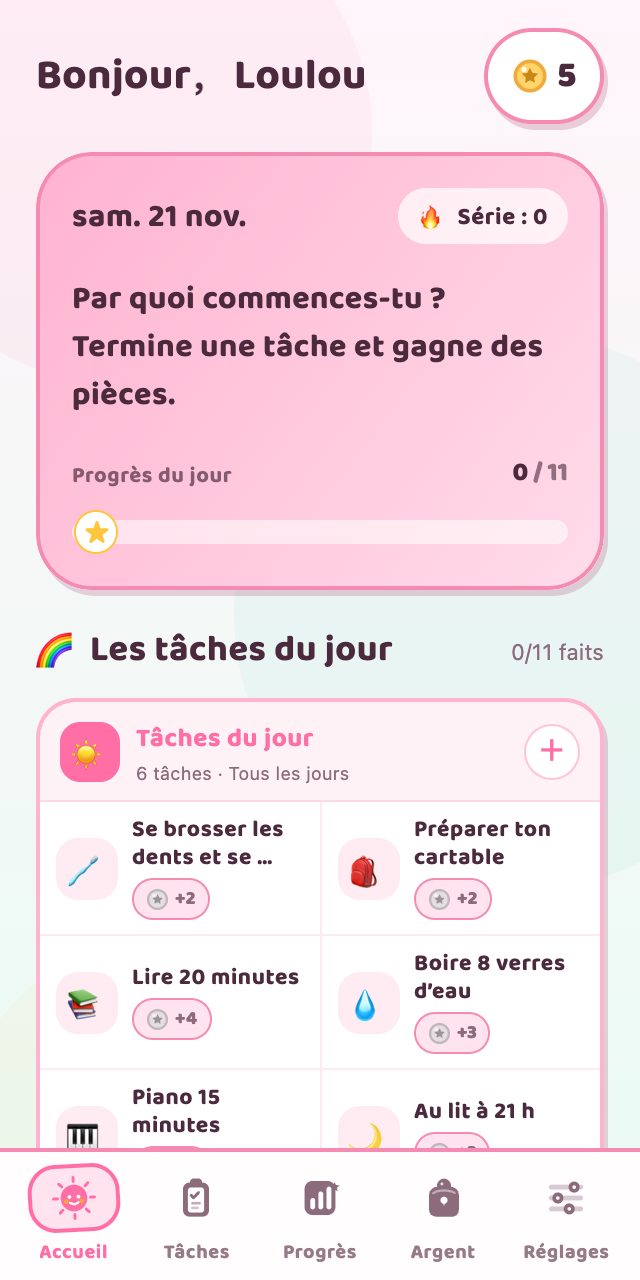 Bonjour, Loulou
5
sam. 21 nov.
Série : 0
Par quoi commences-tu ?
Termine une tâche et gagne des
pièces.
Progrès du jour
0 / 11
Les tâches du jour
0/11 faits
Tâches du jour
6 tâches · Tous les jours
+
Se brosser les
dents et se ...
+2
Préparer ton
cartable
+2
Lire 20 minutes
+4
Boire 8 verres
d'eau
+3
Piano 15
minutes
Au lit à 21 h
Accueil
Tâches
Progrès
Argent
Réglages